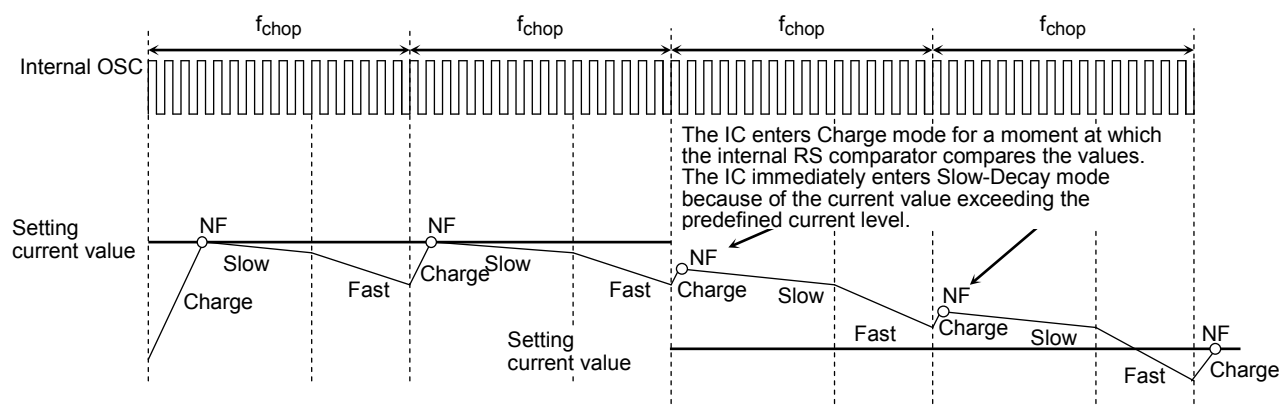 fchop fchop fchop fchop
Internal OSC
The IC enters Charge mode for a moment at which
the internal RS comparator compares the values.
The IC immediately enters Slow-Decay mode
because of the current value exceeding the
predefined current level.
Setting
current value
NF
Slow
Charge
Fast
NF
Charge
Slow
Fast
NF
Charge
Slow
Fast
NF
Charge
Slow
Fast
NF
Charge
Setting
current value